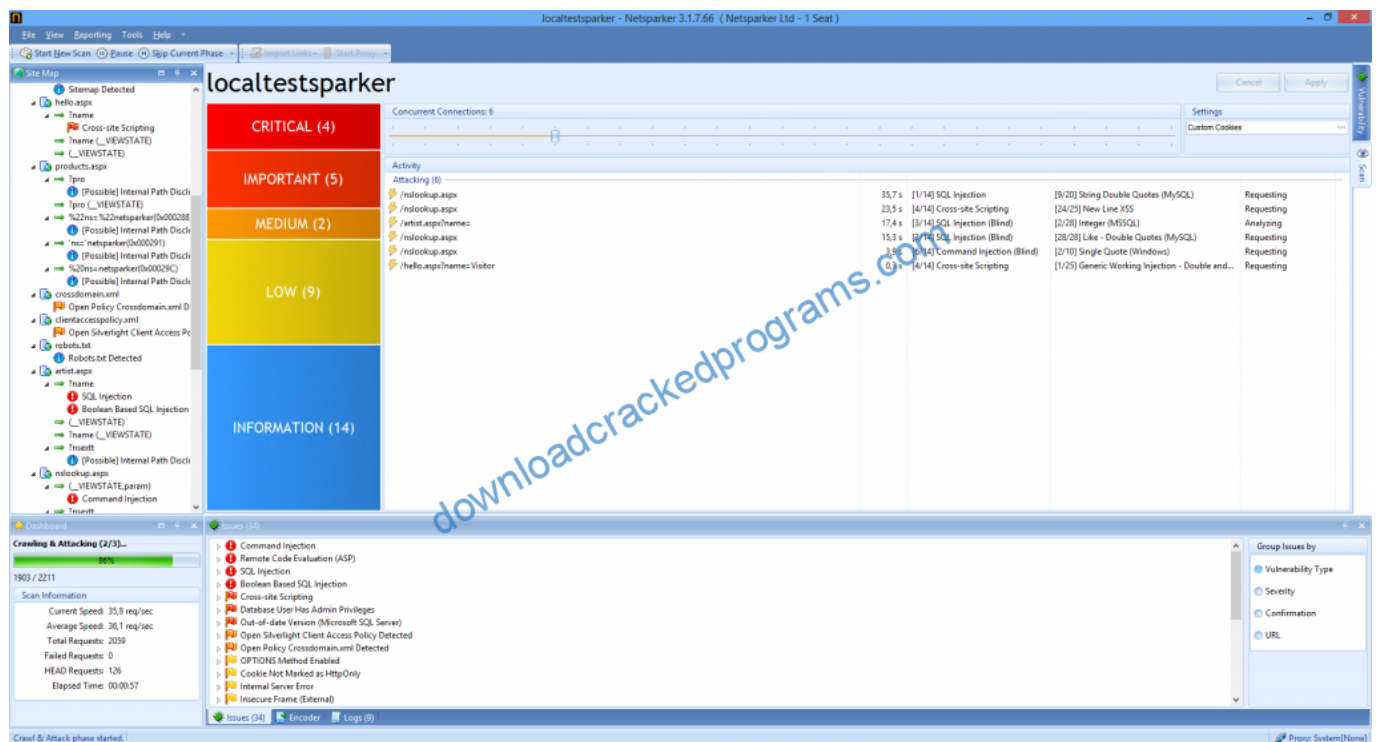 localtestsparker - Netsparker 3.1.7.66 ( Netsparker Ltd - 1 Seat )
File View Reporting Tools Help
Start New Scan Pause Skip Current Phase Import Links Start Proxy
Site Map
Sitemap Detected
hello.aspx
?name
Cross-site Scripting
?name (__VIEWSTATE)
(__VIEWSTATE)
products.aspx
?pro
[Possible] Internal Path Discl
?pro (__VIEWSTATE)
%22ns=%22netsparker(0x000288
[Possible] Internal Path Discl
'ns='netsparker(0x000291)
[Possible] Internal Path Discl
%20ns=netsparker(0x00029C)
[Possible] Internal Path Discl
crossdomain.xml
Open Policy Crossdomain.xml D
clientaccesspolicy.xml
Open Silverlight Client Access Po
robots.txt
Robots.txt Detected
artist.aspx
?name
SQL Injection
Boolean Based SQL Injection
(__VIEWSTATE)
?name (__VIEWSTATE)
?nsextt
[Possible] Internal Path Discl
nslookup.aspx
(__VIEWSTATE,param)
Command Injection
?nsextt
localtestsparker
Cancel Apply
CRITICAL (4)
IMPORTANT (5)
MEDIUM (2)
LOW (9)
INFORMATION (14)
Concurrent Connections: 6
Settings
Custom Cookies ...
Activity
Attacking (6)
/nslookup.aspx 35,7 s [1/14] SQL Injection [9/20] String Double Quotes (MySQL) Requesting
/nslookup.aspx 23,5 s [4/14] Cross-site Scripting [24/25] New Line XSS Requesting
/artist.aspx?name= 17,4 s [3/14] SQL Injection (Blind) [2/28] Integer (MSSQL) Analyzing
/nslookup.aspx 15,3 s SQL Injection (Blind) [28/28] Like - Double Quotes (MySQL) Requesting
/nslookup.aspx 3,9 s [6/14] Command Injection (Blind) [2/10] Single Quote (Windows) Requesting
/hello.aspx?name=Visitor 0,3 s [4/14] Cross-site Scripting [1/25] Generic Working Injection - Double and... Requesting
downloadcrackedprograms.com
Vulnerability
Scan
Dashboard
Crawling & Attacking (2/3)...
86%
1903 / 2211
Scan Information
Current Speed: 35,8 req/sec
Average Speed: 36,1 req/sec
Total Requests: 2059
Failed Requests: 0
HEAD Requests: 126
Elapsed Time: 00:00:57
Issues (34)
Command Injection
Remote Code Evaluation (ASP)
SQL Injection
Boolean Based SQL Injection
Cross-site Scripting
Database User Has Admin Privileges
Out-of-date Version (Microsoft SQL Server)
Open Silverlight Client Access Policy Detected
Open Policy Crossdomain.xml Detected
OPTIONS Method Enabled
Cookie Not Marked as HttpOnly
Internal Server Error
Insecure Frame (External)
Group Issues by
Vulnerability Type
Severity
Confirmation
URL
Issues (34) Encoder Logs (9)
Crawl & Attack phase started.
Proxy: System[None]